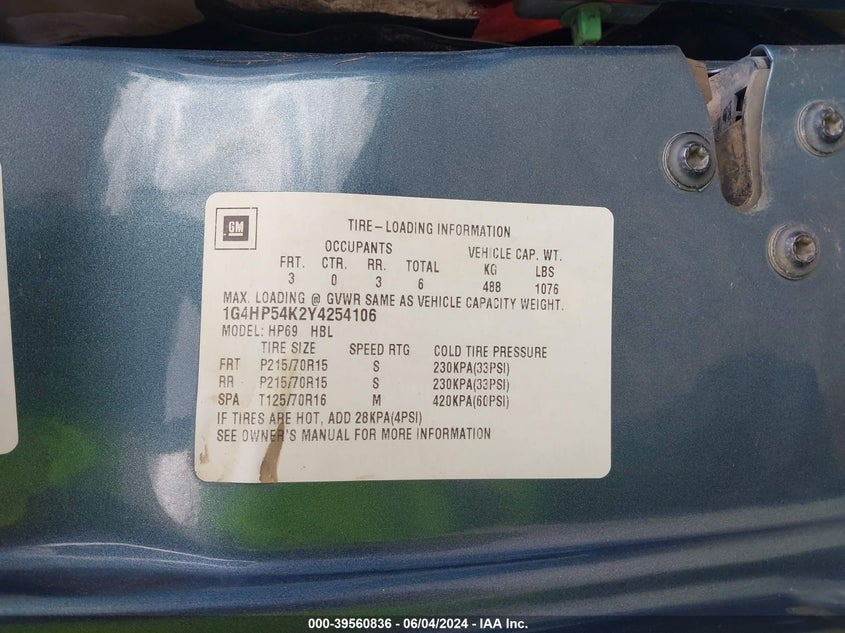 GM
TIRE-LOADING INFORMATION
OCCUPANTS VEHICLE CAP. WT.
FRT. CTR. RR. TOTAL KG LBS
3 0 3 6 488 1076
MAX. LOADING @ GVWR SAME AS VEHICLE CAPACITY WEIGHT.
1G4HP54K2Y4254106
MODEL: HP69 HBL
TIRE SIZE SPEED RTG COLD TIRE PRESSURE
FRT P215/70R15 S 230KPA(33PSI)
RR P215/70R15 S 230KPA(33PSI)
SPA T125/70R16 M 420KPA(60PSI)
IF TIRES ARE HOT, ADD 28KPA(4PSI)
SEE OWNER'S MANUAL FOR MORE INFORMATION
000-39560836 - 06/04/2024 - IAA Inc.